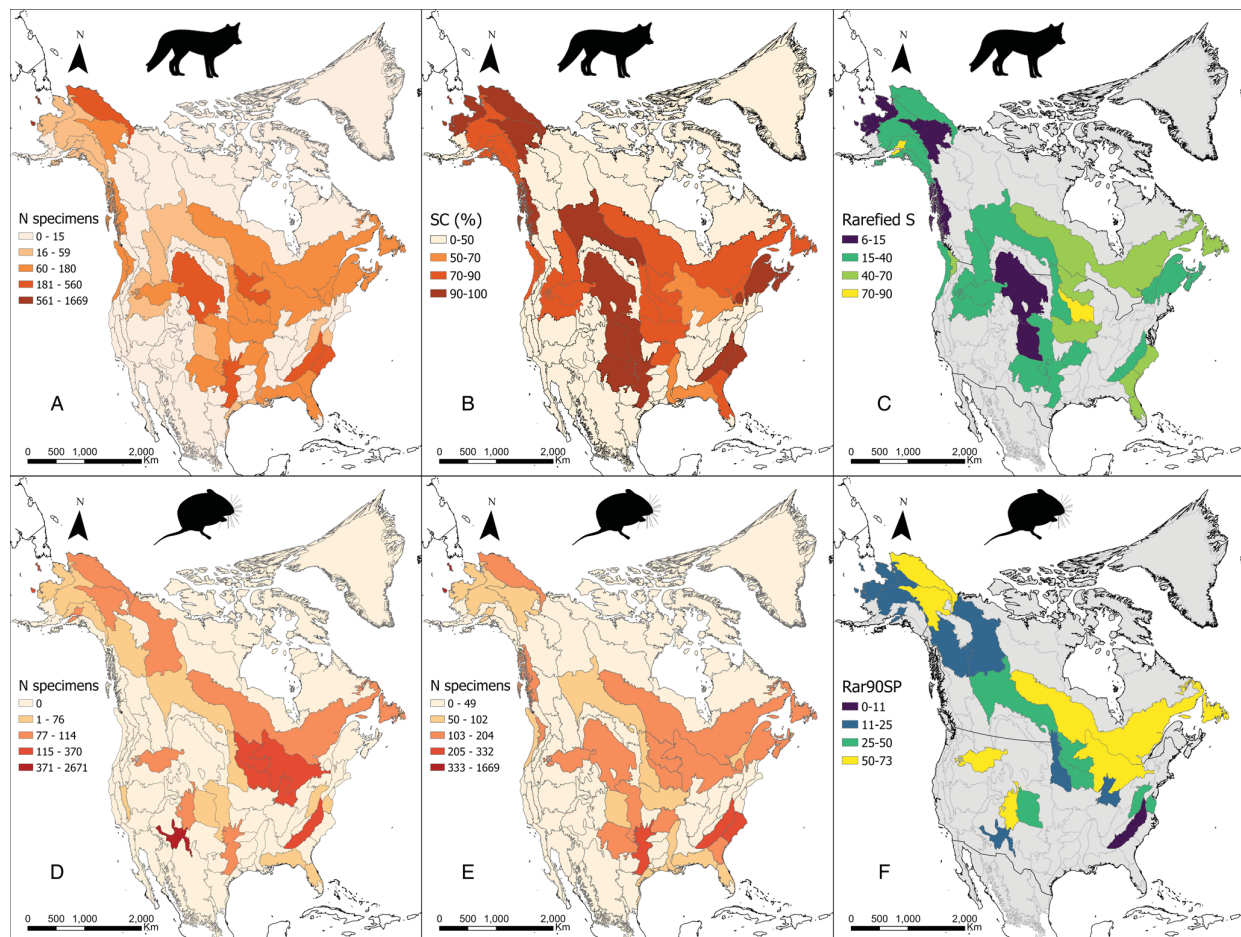 N
N specimens
0 - 15
16 - 59
60 - 180
181 - 560
561 - 1669
A
0 500 1,000 2,000
Km
N
SC (%)
0-50
50-70
70-90
90-100
B
0 500 1,000 2,000
Km
N
Rarefied S
6-15
15-40
40-70
70-90
C
0 500 1,000 2,000
Km
N
N specimens
0
1 - 76
77 - 114
115 - 370
371 - 2671
D
0 500 1,000 2,000
Km
N
N specimens
0 - 49
50 - 102
103 - 204
205 - 332
333 - 1669
E
0 500 1,000 2,000
Km
N
Rar90SP
0-11
11-25
25-50
50-73
F
0 500 1,000 2,000
Km